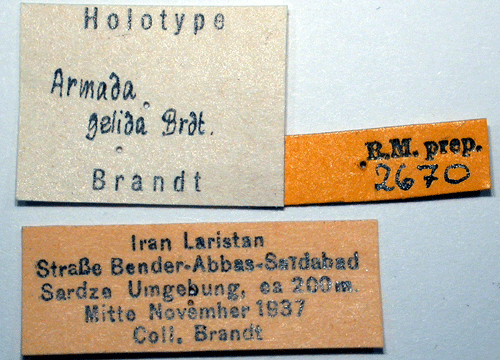 Holotype
Armada
gelida Brdt.
Brandt
R.M. prep.
2670
Iran Laristan
Straße Bender-Abbas-Saïdabad
Sardze Umgebung, ca 200 m.
Mitte November 1937
Coll. Brandt